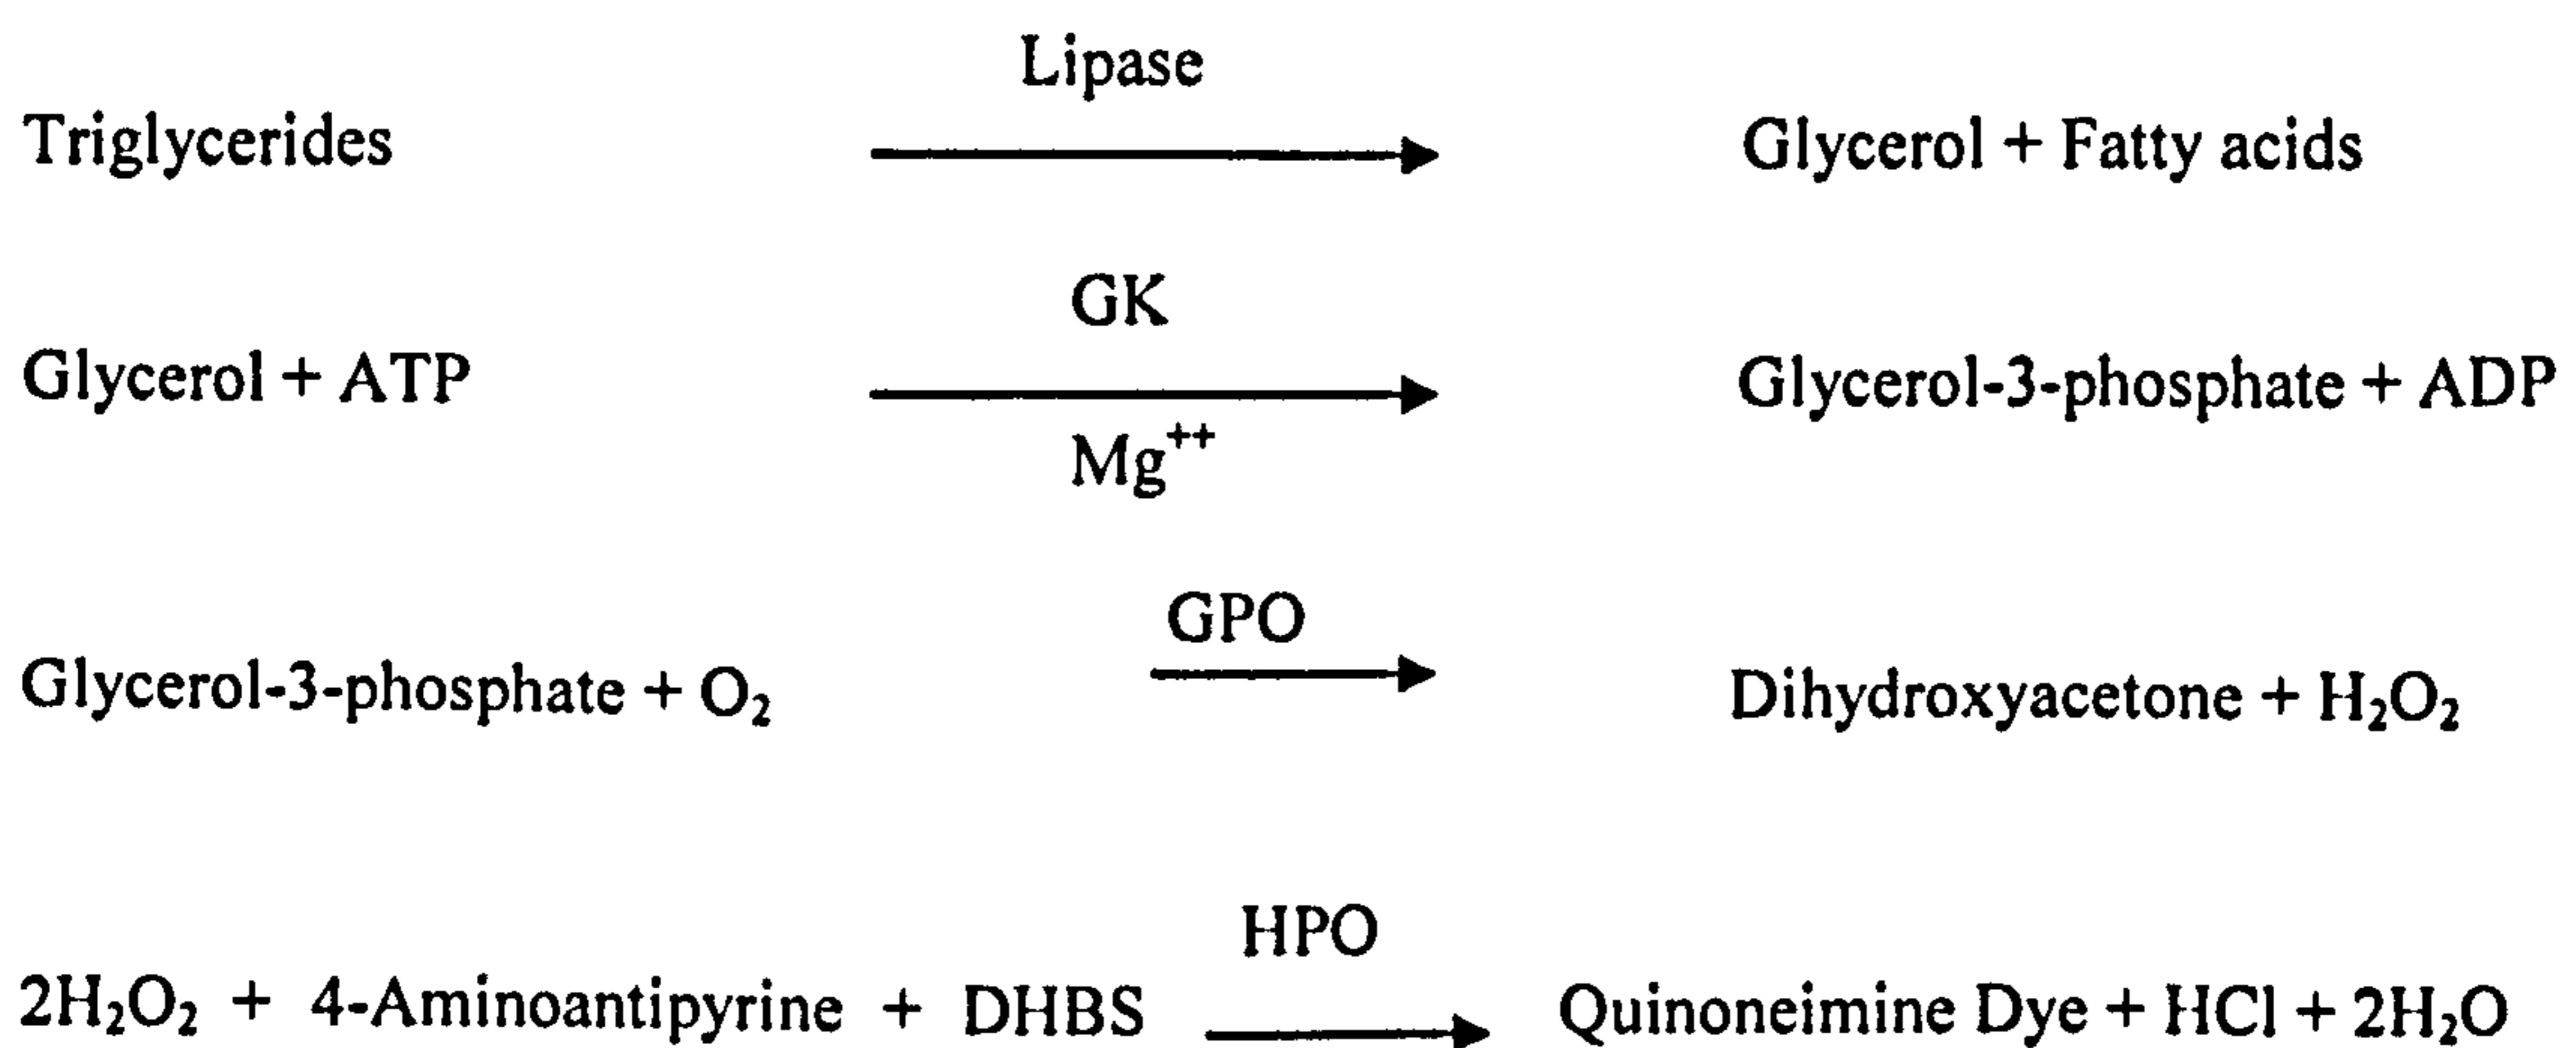 Lipase
Triglycerides Glycerol + Fatty acids
GK
Glycerol + ATP Glycerol-3-phosphate + ADP
Mg⁺⁺
GPO
Glycerol-3-phosphate + O₂ Dihydroxyacetone + H₂O₂
HPO
2H₂O₂ + 4-Aminoantipyrine + DHBS Quinoneimine Dye + HCl + 2H₂O